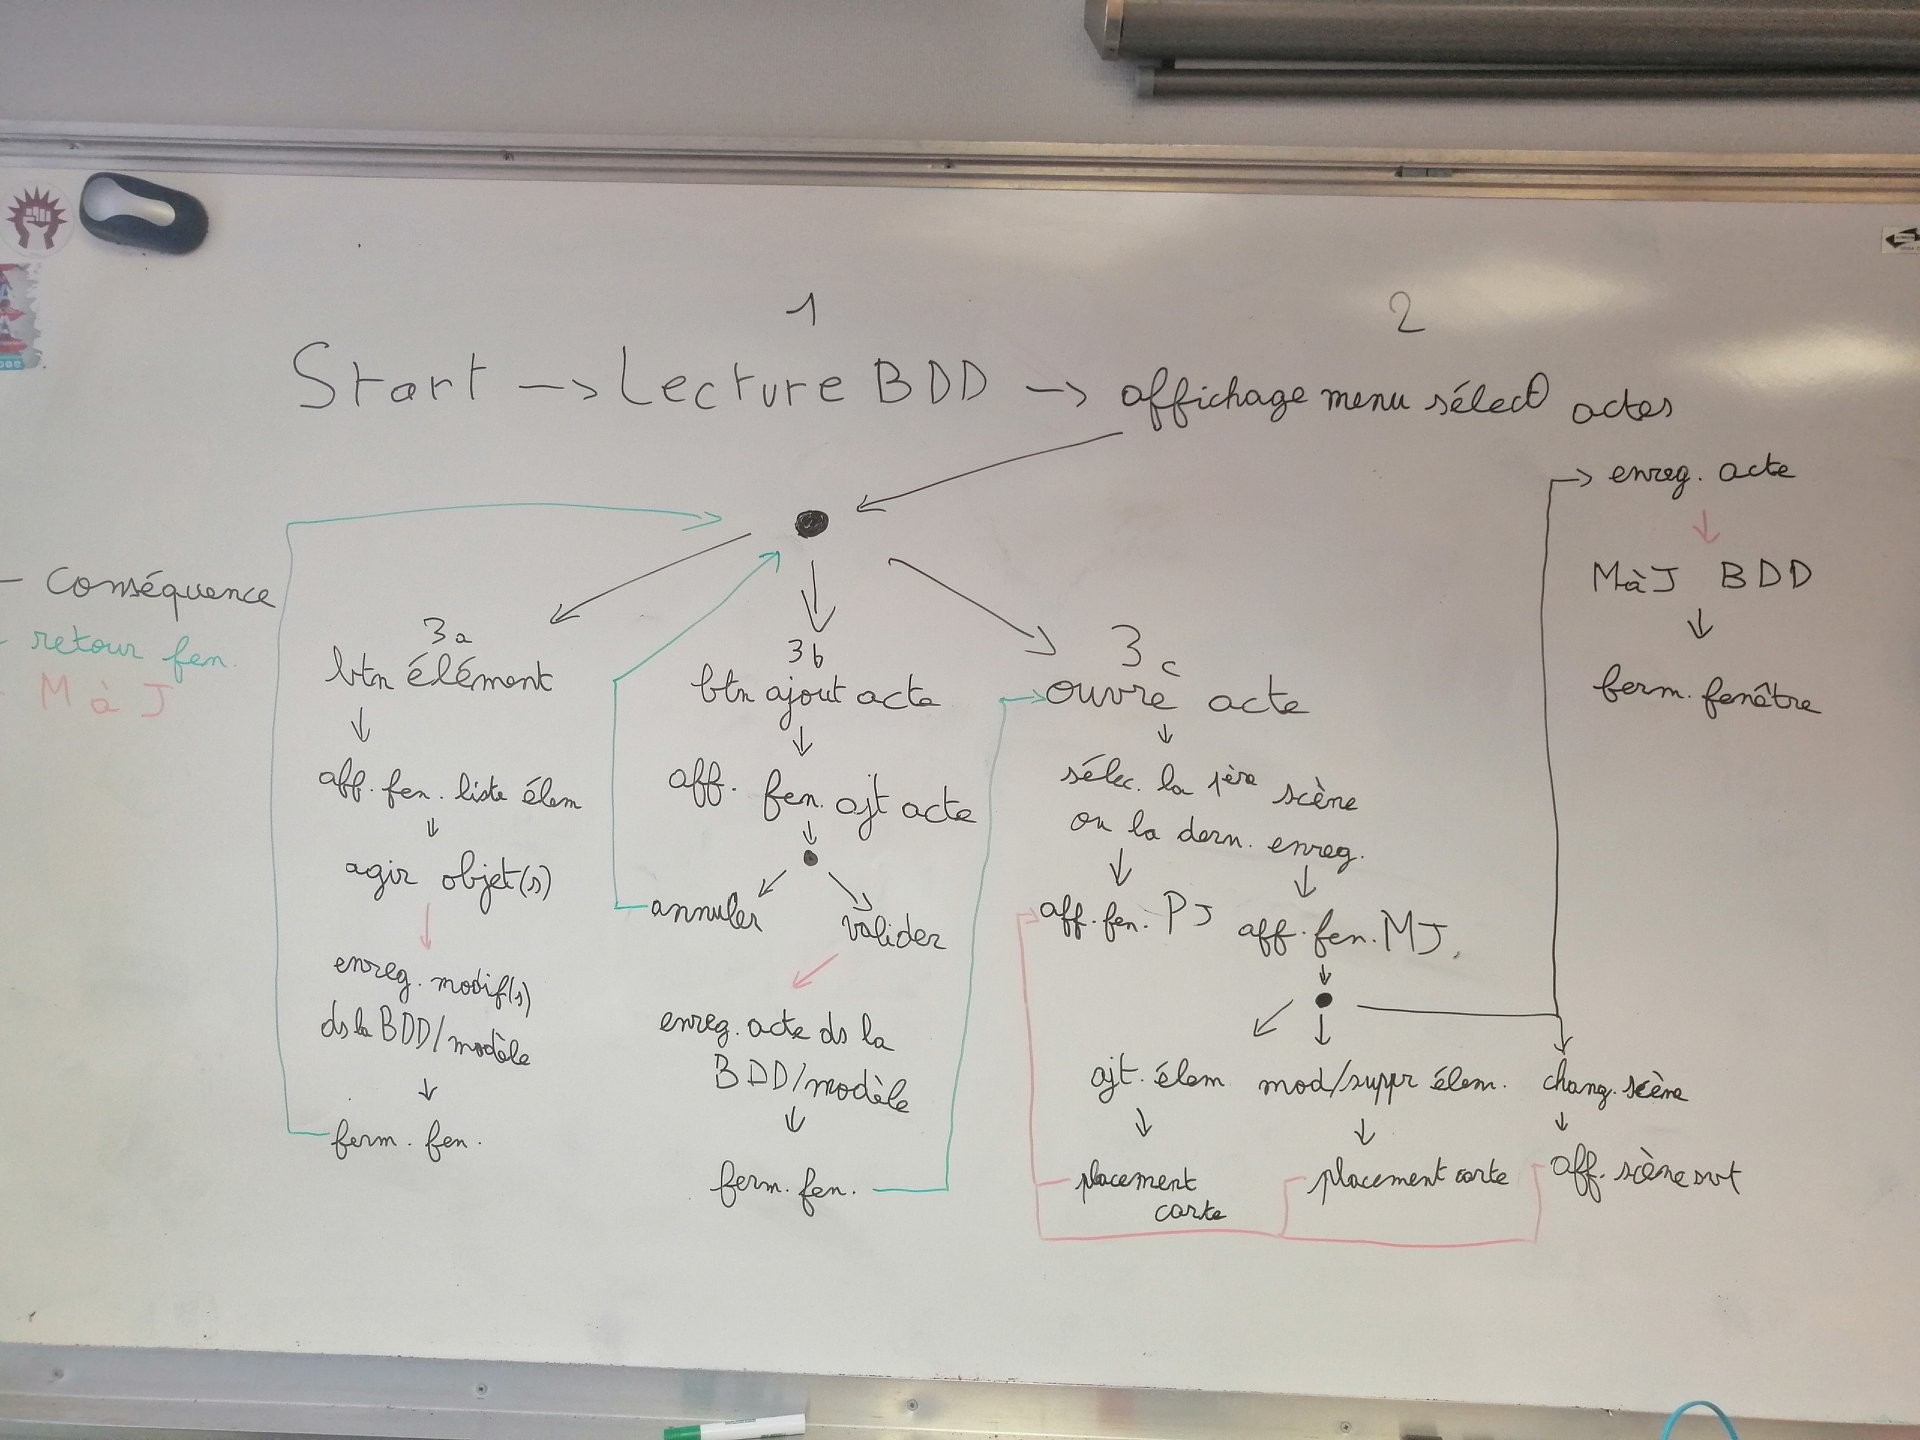 1
2
Start -> Lecture BDD -> affichage menu sélect° actes
- Conséquence
- retour fen.
- M à J
3a
btn élément
aff. fen. liste élem
agir objet(s)
enreg. modif(s)
ds la BDD/modèle
ferm. fen.
3b
btn ajout acte
aff. fen. ajt acte
annuler
valider
enreg. acte ds la
BDD/modèle
ferm. fen.
3c
ouvre acte
sélec. la 1ère scène
ou la dern. enreg.
aff. fen. PJ
aff. fen. MJ
ajt. élem
mod/suppr élem.
chang. scène
placement
carte
placement carte
aff. scène svt
enreg. acte
MàJ BDD
ferm. fenêtre